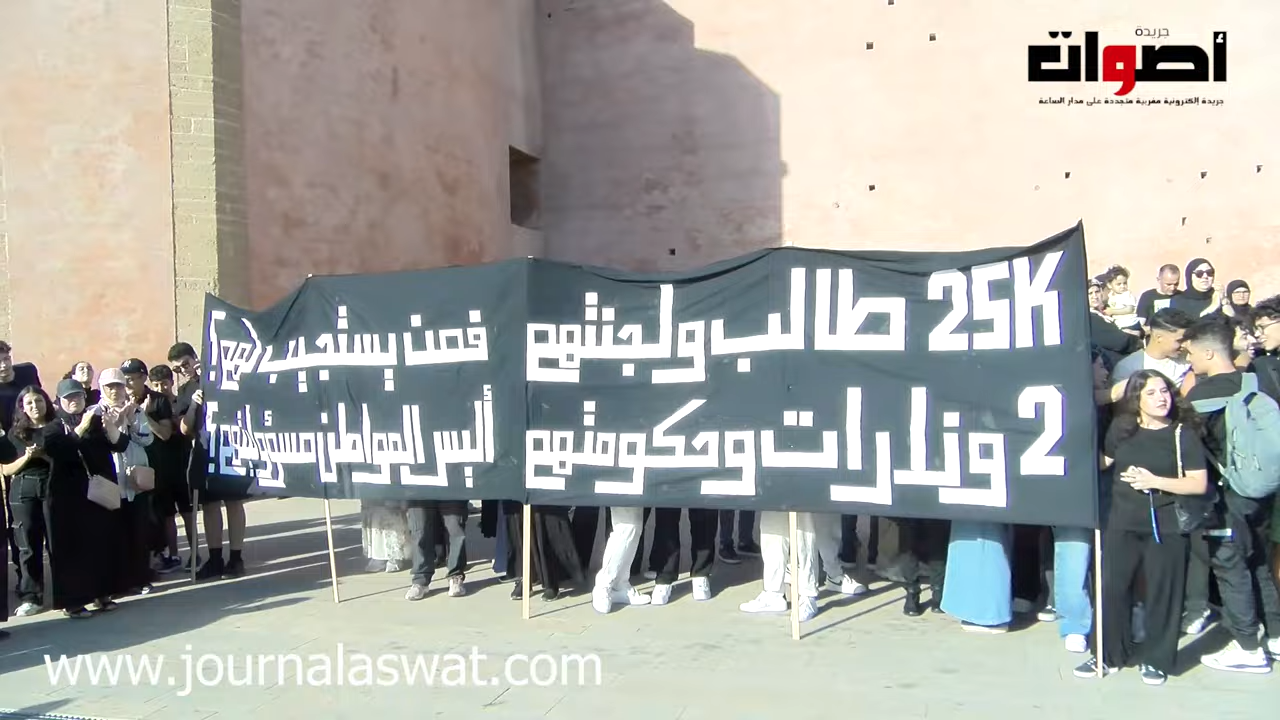 جريدة
أصوات
جريدة إلكترونية مغربية متجددة على مدار الساعة
25K طالب ولجنتهم فمن يستجيب لهم؟
2 وزارات وحكومتهم أليس المواطن مسؤوليتهم؟
www.journalaswat.com